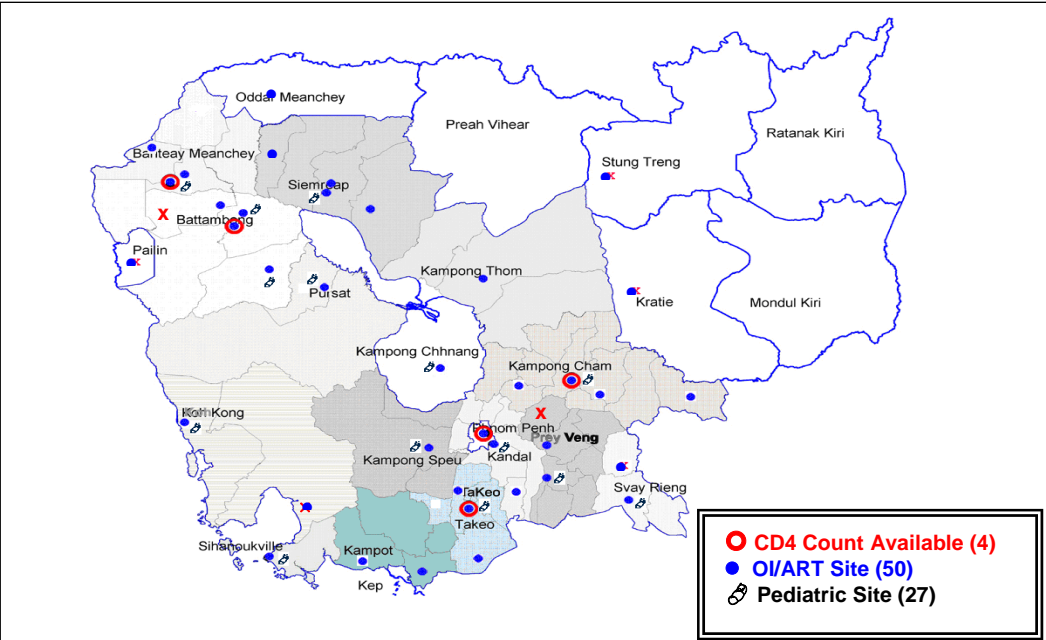 Oddar Meanchey
Preah Vihear
Ratanak Kiri
Banteay Meanchey
Stung Treng
Siemreap
X
Battambong
Pailin
x
x
Kampong Thom
Pursat
Kratie
x
Mondul Kiri
Kampong Chhnang
Kampong Cham
Koh Kong
X
Phnom Penh
Prey Veng
Kandal
Kampong Speu
x
Svay Rieng
TaKeo
x
Takeo
Sihanoukville
Kampot
Kep
CD4 Count Available (4)
OI/ART Site (50)
Pediatric Site (27)